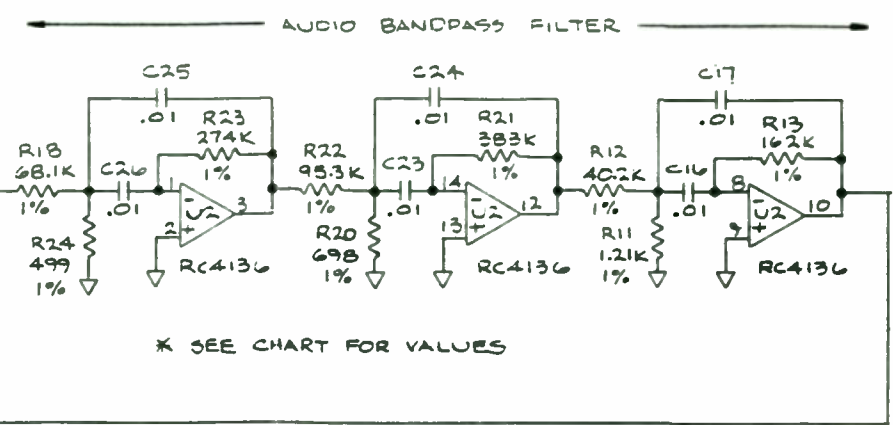 AUDIO BANDPASS FILTER
C25
.01
R23
274K
1%
R18
68.1K
1%
C26
.01
1
2
3
-
+
U2
RC4136
R24
499
1%
C24
.01
R21
383K
1%
R22
95.3K
1%
C23
.01
14
13
12
-
+
U2
RC4136
R20
698
1%
C17
.01
R13
162K
1%
R12
40.2K
1%
C16
.01
8
9
10
-
+
U2
RC4136
R11
1.21K
1%
* SEE CHART FOR VALUES